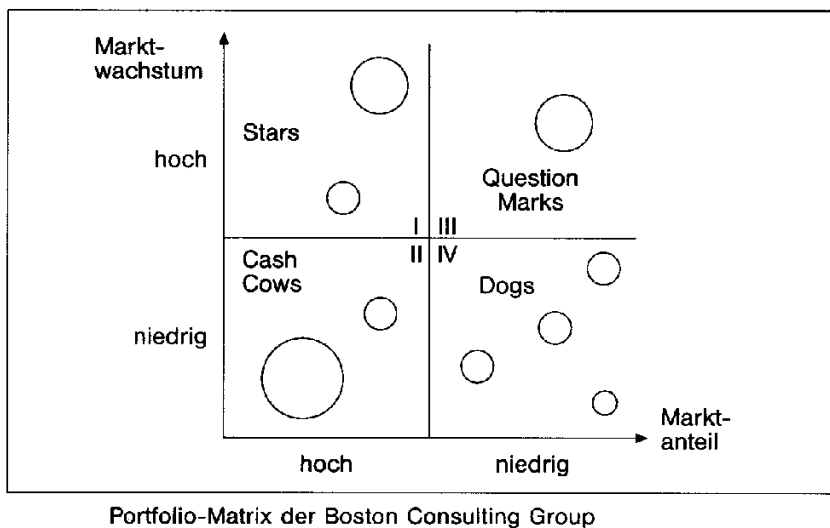 Markt-
wachstum
Stars
hoch
Question
Marks
I III
II IV
Cash
Cows
Dogs
niedrig
Markt-
anteil
hoch
niedrig
Portfolio-Matrix der Boston Consulting Group